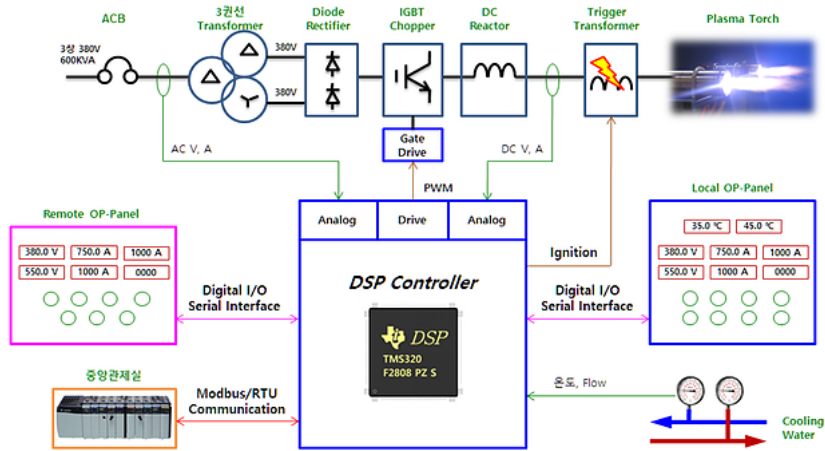 ACB
3상 380V
600KVA
3권선
Transformer
380V
380V
Diode
Rectifier
IGBT
Chopper
DC
Reactor
Trigger
Transformer
Plasma Torch
AC V, A
Gate
Drive
PWM
DC V, A
Analog
Drive
Analog
Ignition
Remote OP-Panel
380.0 V
750.0 A
1000 A
550.0 V
1000 A
0000
Digital I/O
Serial Interface
DSP Controller
DSP
TMS320
F2808 PZ S
Digital I/O
Serial Interface
Local OP-Panel
35.0 ℃
45.0 ℃
380.0 V
750.0 A
1000 A
550.0 V
1000 A
0000
중앙관제실
Modbus/RTU
Communication
온도, Flow
Cooling
Water